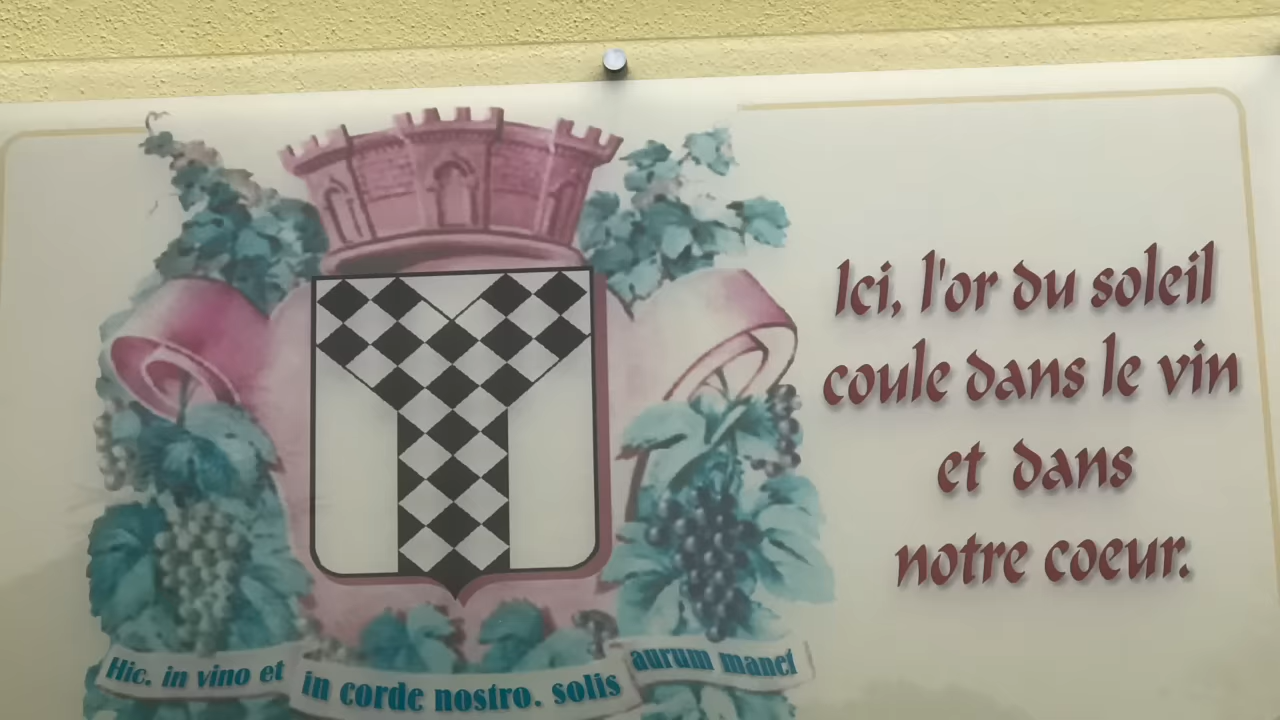 Ici, l'or du soleil
coule dans le vin
et dans
notre coeur.
Hic. in vino et
in corde nostro. solis
aurum manet